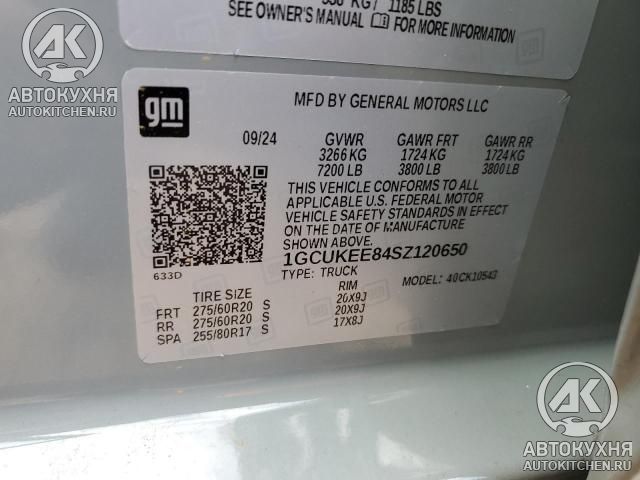 538 KG / 1185 LBS
SEE OWNER'S MANUAL FOR MORE
АВТОКУХНЯ
AUTOKITCHEN.RU
gm
MFD BY GENERAL MOTORS LLC
09/24 GVWR GAWR FRT GAWR RR
3266 KG 1724 KG 1724 KG
7200 LB 3800 LB 3800 LB
THIS VEHICLE CONFORMS TO ALL
APPLICABLE U.S. FEDERAL MOTOR
VEHICLE SAFETY STANDARDS IN EFFECT
ON THE DATE OF MANUFACTURE
SHOWN ABOVE.
1GCUKEE84SZ120650
633D
TYPE: TRUCK MODEL: 40CK10543
TIRE SIZE RIM
FRT 275/60R20 S 20X9J
RR 275/60R20 S 20X9J
SPA 255/80R17 S 17X8J
АВТОКУХНЯ
AUTOKITCHEN.RU